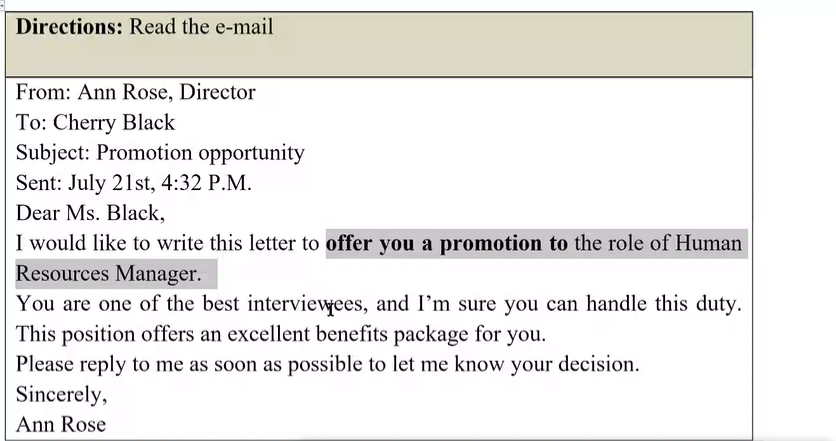 Directions: Read the e-mail
From: Ann Rose, Director
To: Cherry Black
Subject: Promotion opportunity
Sent: July 21st, 4:32 P.M.
Dear Ms. Black,
I would like to write this letter to offer you a promotion to the role of Human
Resources Manager.
You are one of the best interviewees, and I'm sure you can handle this duty.
This position offers an excellent benefits package for you.
Please reply to me as soon as possible to let me know your decision.
Sincerely,
Ann Rose